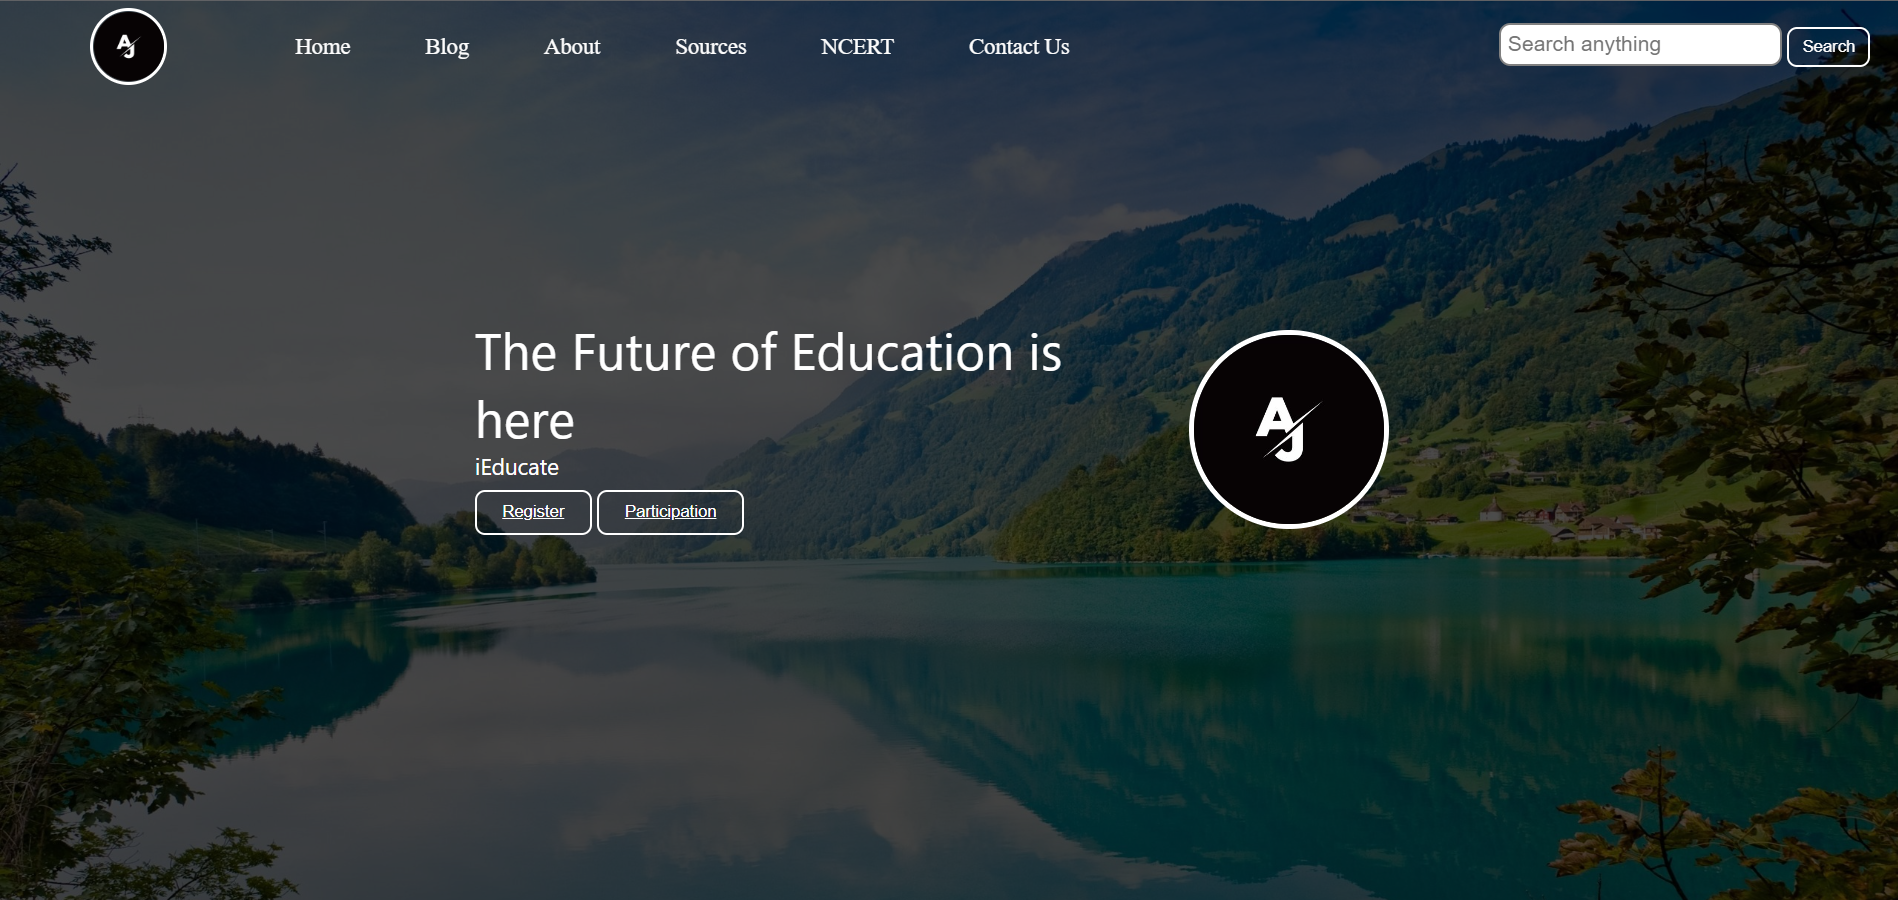 AJ
Home Blog About Sources NCERT Contact Us
Search anything Search
The Future of Education is
here
iEducate
Register Participation
AJ